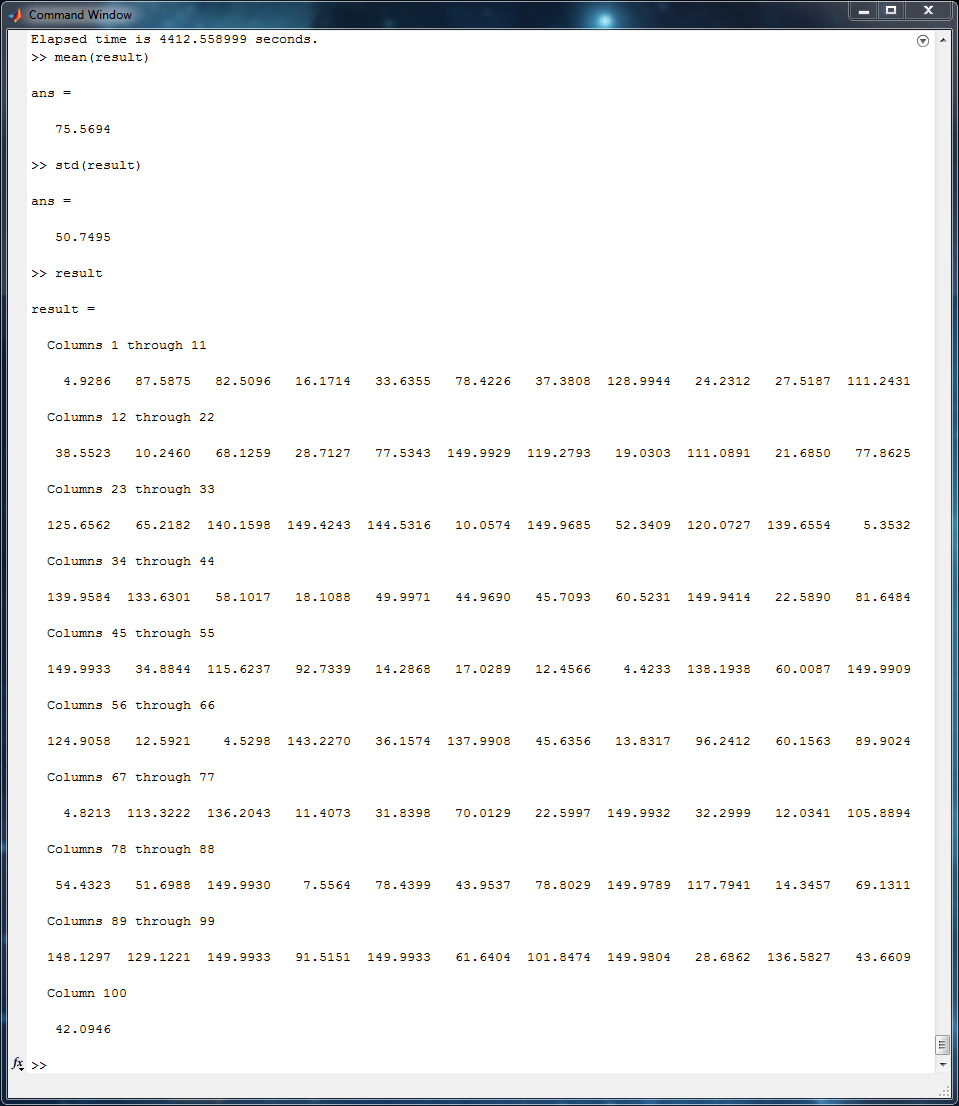 Command Window
Elapsed time is 4412.558999 seconds.
>> mean(result)
ans =
75.5694
>> std(result)
ans =
50.7495
>> result
result =
Columns 1 through 11
4.9286 87.5875 82.5096 16.1714 33.6355 78.4226 37.3808 128.9944 24.2312 27.5187 111.2431
Columns 12 through 22
38.5523 10.2460 68.1259 28.7127 77.5343 149.9929 119.2793 19.0303 111.0891 21.6850 77.8625
Columns 23 through 33
125.6562 65.2182 140.1598 149.4243 144.5316 10.0574 149.9685 52.3409 120.0727 139.6554 5.3532
Columns 34 through 44
139.9584 133.6301 58.1017 18.1088 49.9971 44.9690 45.7093 60.5231 149.9414 22.5890 81.6484
Columns 45 through 55
149.9933 34.8844 115.6237 92.7339 14.2868 17.0289 12.4566 4.4233 138.1938 60.0087 149.9909
Columns 56 through 66
124.9058 12.5921 4.5298 143.2270 36.1574 137.9908 45.6356 13.8317 96.2412 60.1563 89.9024
Columns 67 through 77
4.8213 113.3222 136.2043 11.4073 31.8398 70.0129 22.5997 149.9932 32.2999 12.0341 105.8894
Columns 78 through 88
54.4323 51.6988 149.9930 7.5564 78.4399 43.9537 78.8029 149.9789 117.7941 14.3457 69.1311
Columns 89 through 99
148.1297 129.1221 149.9933 91.5151 149.9933 61.6404 101.8474 149.9804 28.6862 136.5827 43.6609
Column 100
42.0946
fx >>